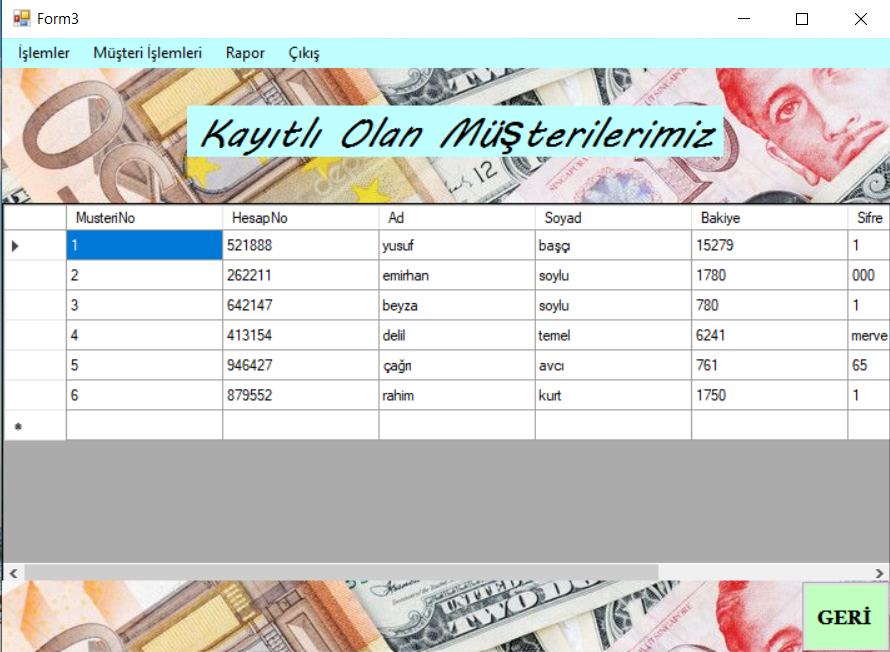 Form3
İşlemler Müşteri İşlemleri Rapor Çıkış
Kayıtlı Olan Müşterilerimiz
MusteriNo HesapNo Ad Soyad Bakiye Sifre
1 521888 yusuf başçı 15279 1
2 262211 emirhan soylu 1780 000
3 642147 beyza soylu 780 1
4 413154 delil temel 6241 merve
5 946427 çağrı avcı 761 65
6 879552 rahim kurt 1750 1
GERİ